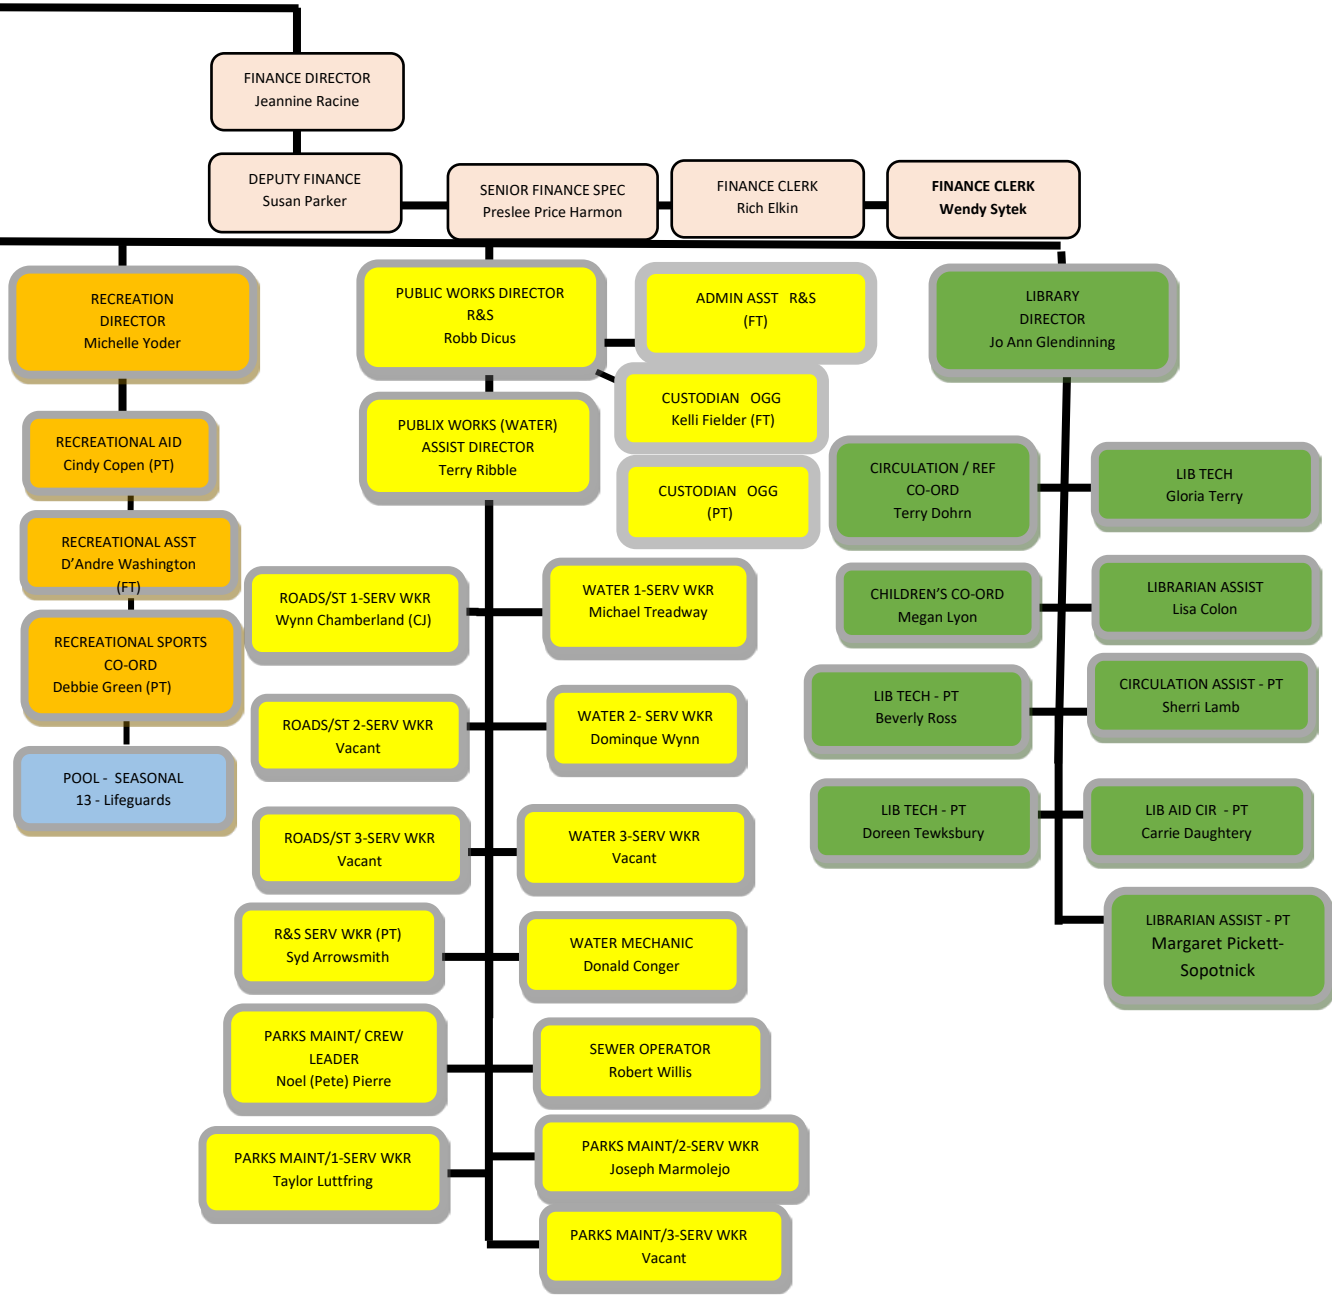 FINANCE DIRECTOR
Jeannine Racine
DEPUTY FINANCE
Susan Parker
SENIOR FINANCE SPEC
Preslee Price Harmon
FINANCE CLERK
Rich Elkin
FINANCE CLERK
Wendy Sytek
RECREATION
DIRECTOR
Michelle Yoder
RECREATIONAL AID
Cindy Copen (PT)
RECREATIONAL ASST
D’Andre Washington
(FT)
RECREATIONAL SPORTS
CO-ORD
Debbie Green (PT)
POOL - SEASONAL
13 - Lifeguards
PUBLIC WORKS DIRECTOR
R&S
Robb Dicus
ADMIN ASST R&S
(FT)
CUSTODIAN OGG
Kelli Fielder (FT)
CUSTODIAN OGG
(PT)
PUBLIX WORKS (WATER)
ASSIST DIRECTOR
Terry Ribble
ROADS/ST 1-SERV WKR
Wynn Chamberland (CJ)
WATER 1-SERV WKR
Michael Treadway
ROADS/ST 2-SERV WKR
Vacant
WATER 2- SERV WKR
Dominque Wynn
ROADS/ST 3-SERV WKR
Vacant
WATER 3-SERV WKR
Vacant
R&S SERV WKR (PT)
Syd Arrowsmith
WATER MECHANIC
Donald Conger
PARKS MAINT/ CREW
LEADER
Noel (Pete) Pierre
SEWER OPERATOR
Robert Willis
PARKS MAINT/1-SERV WKR
Taylor Luttfring
PARKS MAINT/2-SERV WKR
Joseph Marmolejo
PARKS MAINT/3-SERV WKR
Vacant
LIBRARY
DIRECTOR
Jo Ann Glendinning
CIRCULATION / REF
CO-ORD
Terry Dohrn
LIB TECH
Gloria Terry
CHILDREN’S CO-ORD
Megan Lyon
LIBRARIAN ASSIST
Lisa Colon
LIB TECH - PT
Beverly Ross
CIRCULATION ASSIST - PT
Sherri Lamb
LIB TECH - PT
Doreen Tewksbury
LIB AID CIR - PT
Carrie Daughtery
LIBRARIAN ASSIST - PT
Margaret Pickett-
Sopotnick